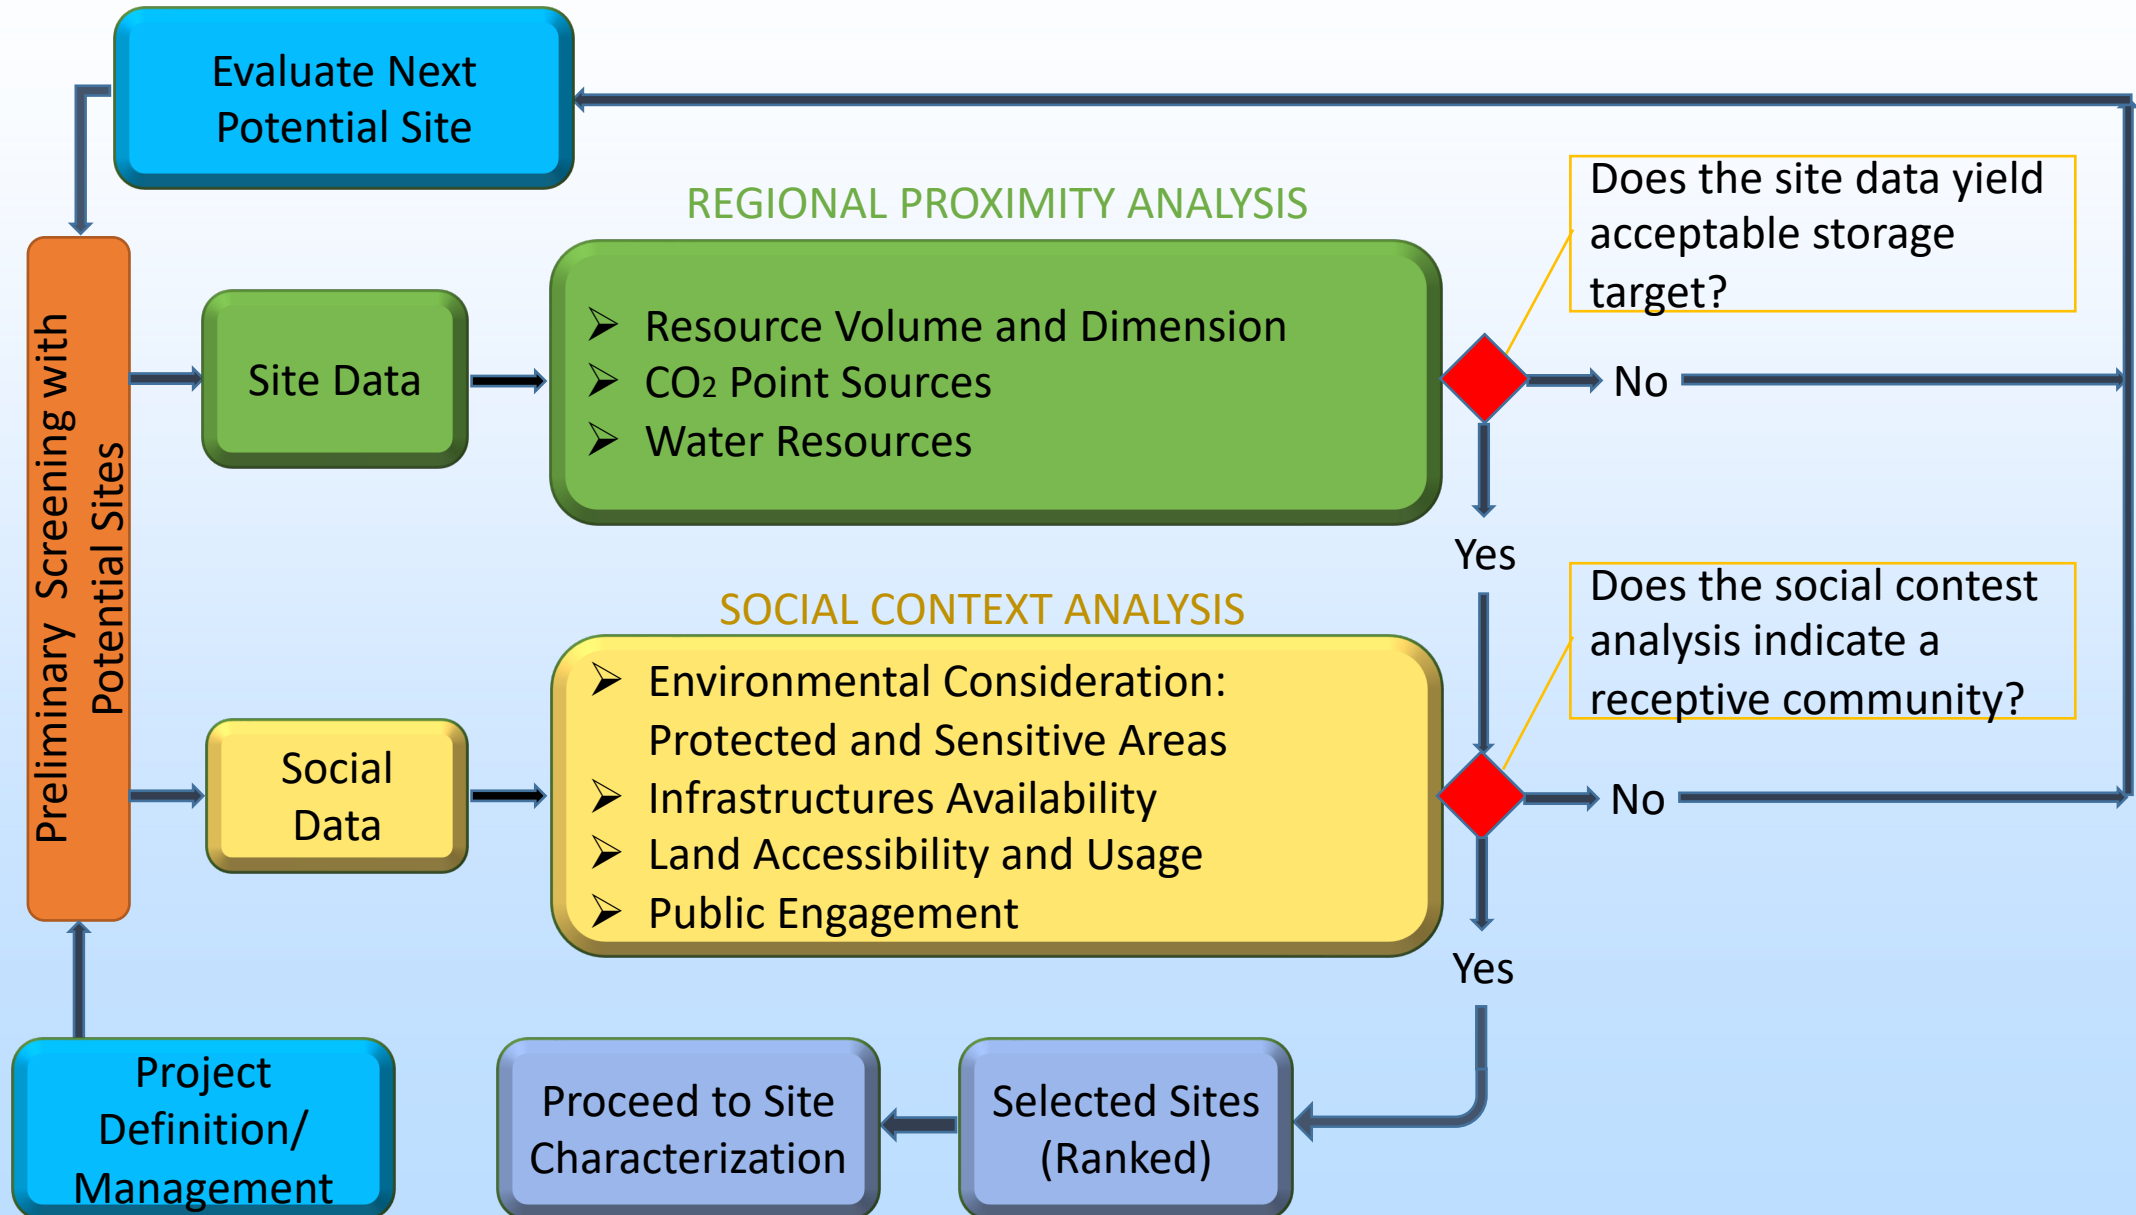 Evaluate Next
Potential Site
REGIONAL PROXIMITY ANALYSIS
Does the site data yield
acceptable storage
target?
Preliminary Screening with
Potential Sites
Site Data
➢ Resource Volume and Dimension
➢ CO₂ Point Sources
➢ Water Resources
No
Yes
SOCIAL CONTEXT ANALYSIS
Does the social contest
analysis indicate a
receptive community?
Social
Data
➢ Environmental Consideration:
Protected and Sensitive Areas
➢ Infrastructures Availability
➢ Land Accessibility and Usage
➢ Public Engagement
No
Yes
Project
Definition/
Management
Proceed to Site
Characterization
Selected Sites
(Ranked)